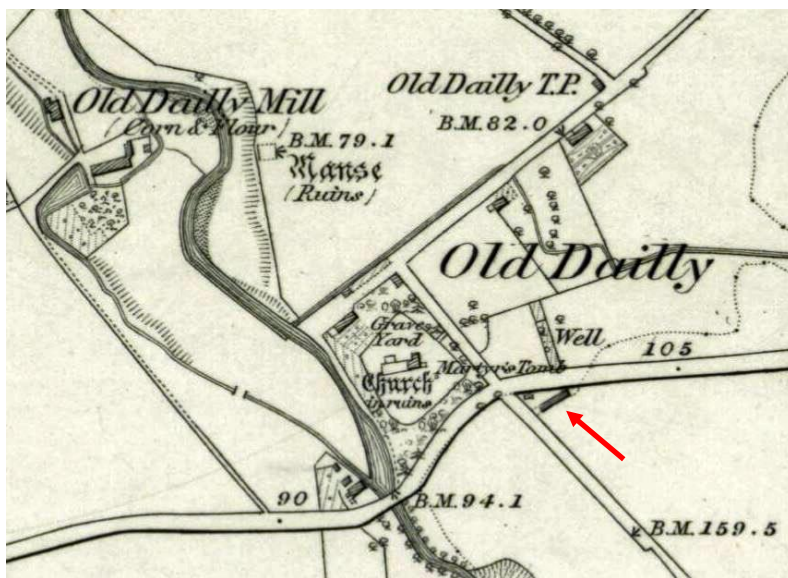 Old Dailly Mill
(Corn & Flour)
Old Dailly T.P.
B.M. 82.0
B.M. 79.1
Manse
(Ruins)
Old Dailly
Grave
Yard
Well
105
Martyr's Tomb
Church
in ruins
90
B.M. 94.1
B.M. 159.5